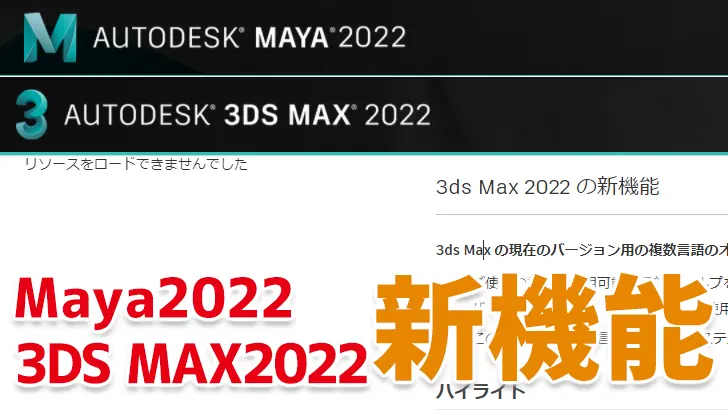 AUTODESK® MAYA® 2022
AUTODESK® 3DS MAX® 2022
リソースをロードできませんでした
3ds Max 2022 の新機能
3ds Max の現在のバージョン用の複数言語のオ
Maya2022
3DS MAX2022
新機能
ハイライト